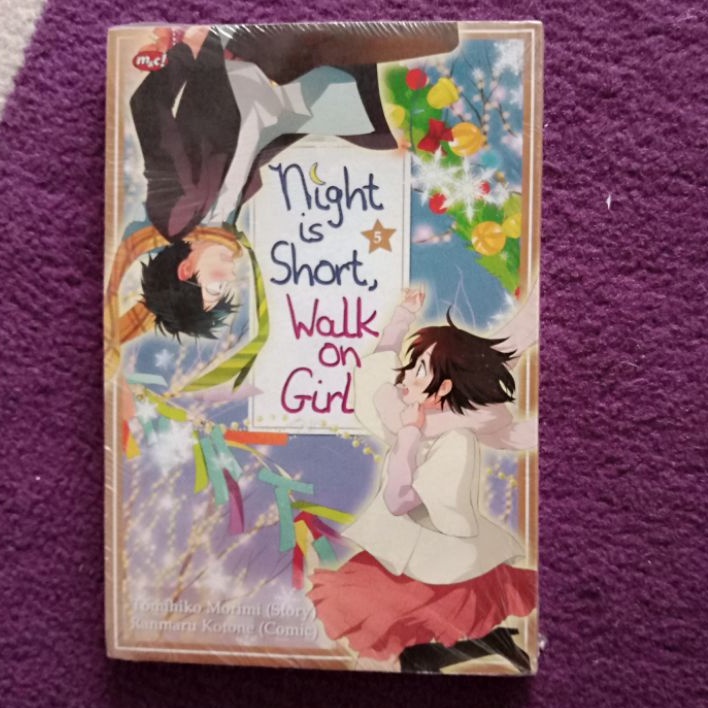 m&c!
Night
is
5
Short,
Walk
on
Girl
Tomihiko Morimi (Story)
Ranmaru Kotone (Comic)